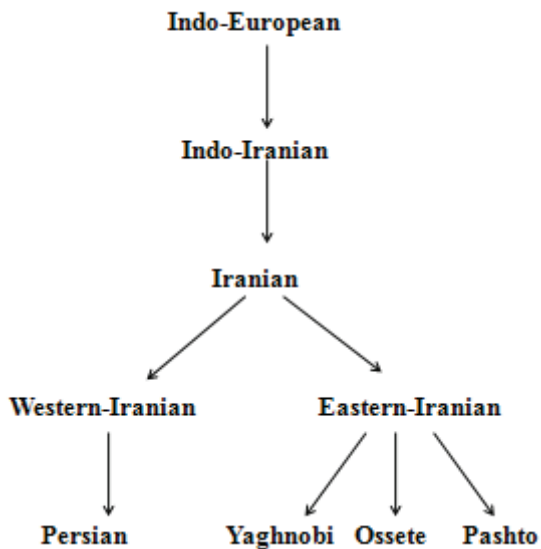 Indo-European
Indo-Iranian
Iranian
Western-Iranian Eastern-Iranian
Persian Yaghnobi Ossete Pashto